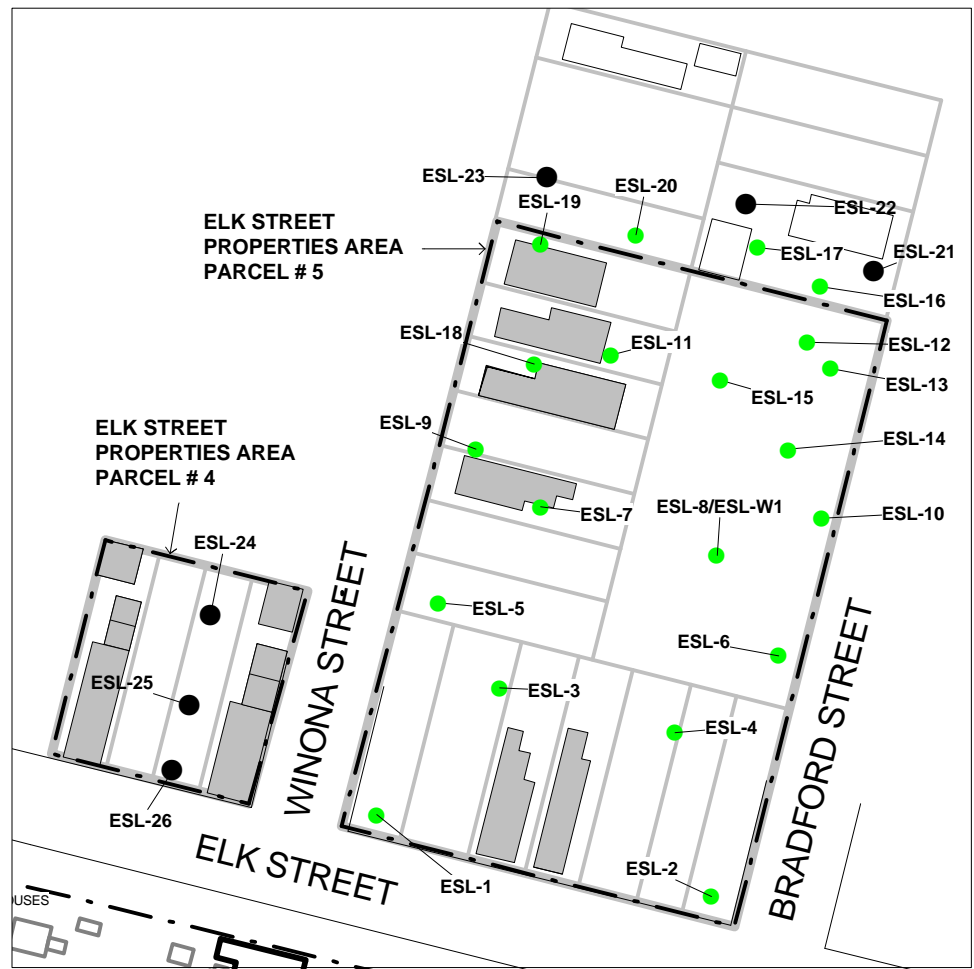 ESL-23
ESL-20
ESL-19
ESL-22
ELK STREET
PROPERTIES AREA
PARCEL # 5
ESL-17
ESL-21
ESL-16
ESL-18
ESL-11
ESL-12
ESL-13
ESL-15
ELK STREET
PROPERTIES AREA
PARCEL # 4
ESL-9
ESL-14
ESL-7
ESL-8/ESL-W1
ESL-10
ESL-24
ESL-5
ESL-6
ESL-25
ESL-3
ESL-4
WINONA STREET
BRADFORD STREET
ESL-26
ELK STREET
ESL-1
ESL-2
OUSES